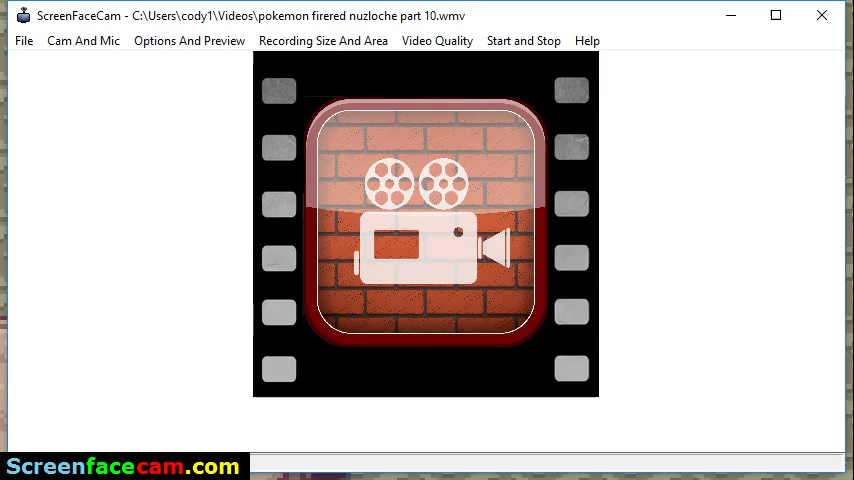 ScreenFaceCam - C:\Users\cody1\Videos\pokemon firered nuzloche part 10.wmv
File Cam And Mic Options And Preview Recording Size And Area Video Quality Start and Stop Help
Screenfacecam.com